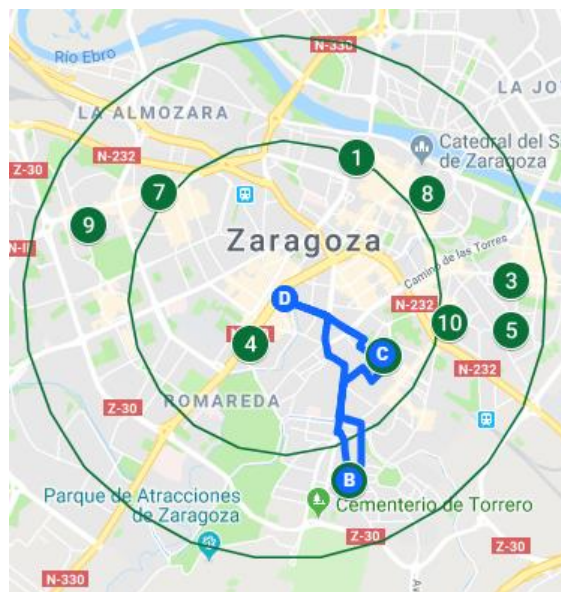 N-330
Río Ebro
LA JO
LA ALMOZARA
N-232
Catedral del S
de Zaragoza
Z-30
1
7
8
9
N-II
Zaragoza
Camino de las Torres
3
D
N-232
10
5
4
C
N-232
Z-30
ROMAREDA
B
Parque de Atracciones
de Zaragoza
Cementerio de Torrero
Z-30
N-330
Av